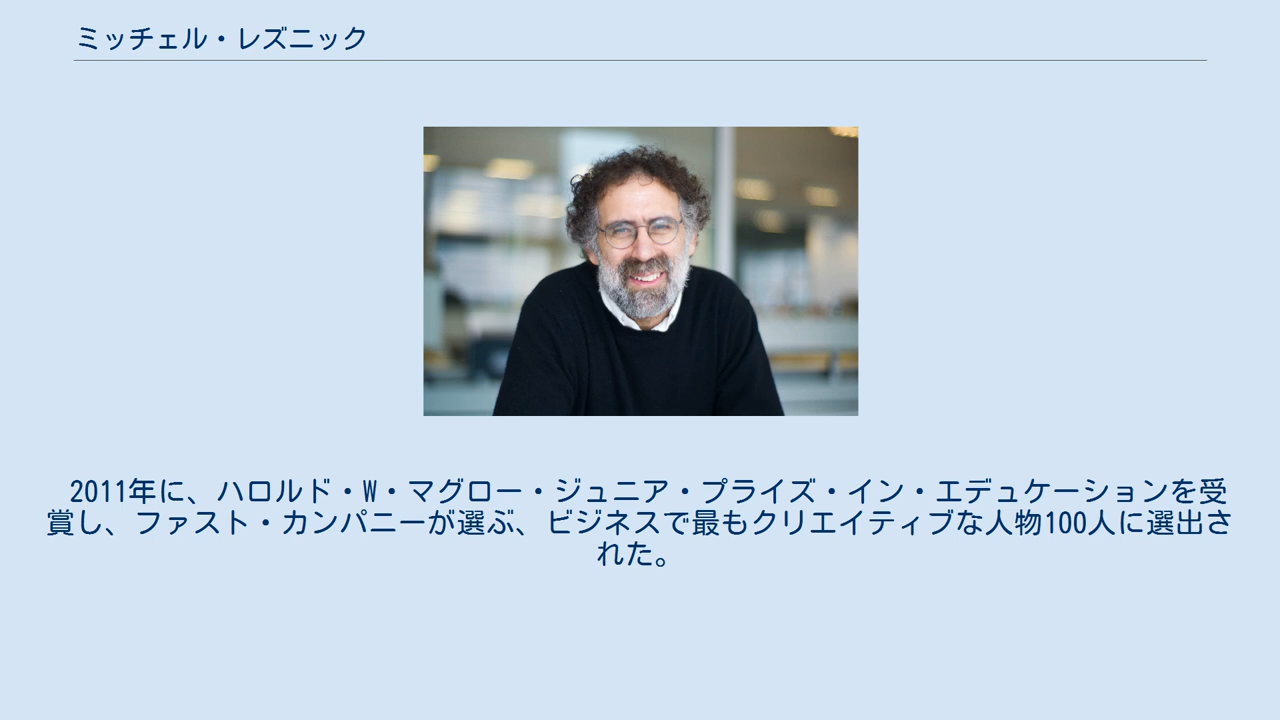 ミッチェル・レズニック
2011年に、ハロルド・W・マグロー・ジュニア・プライズ・イン・エデュケーションを受
賞し、ファスト・カンパニーが選ぶ、ビジネスで最もクリエイティブな人物100人に選出さ
れた。